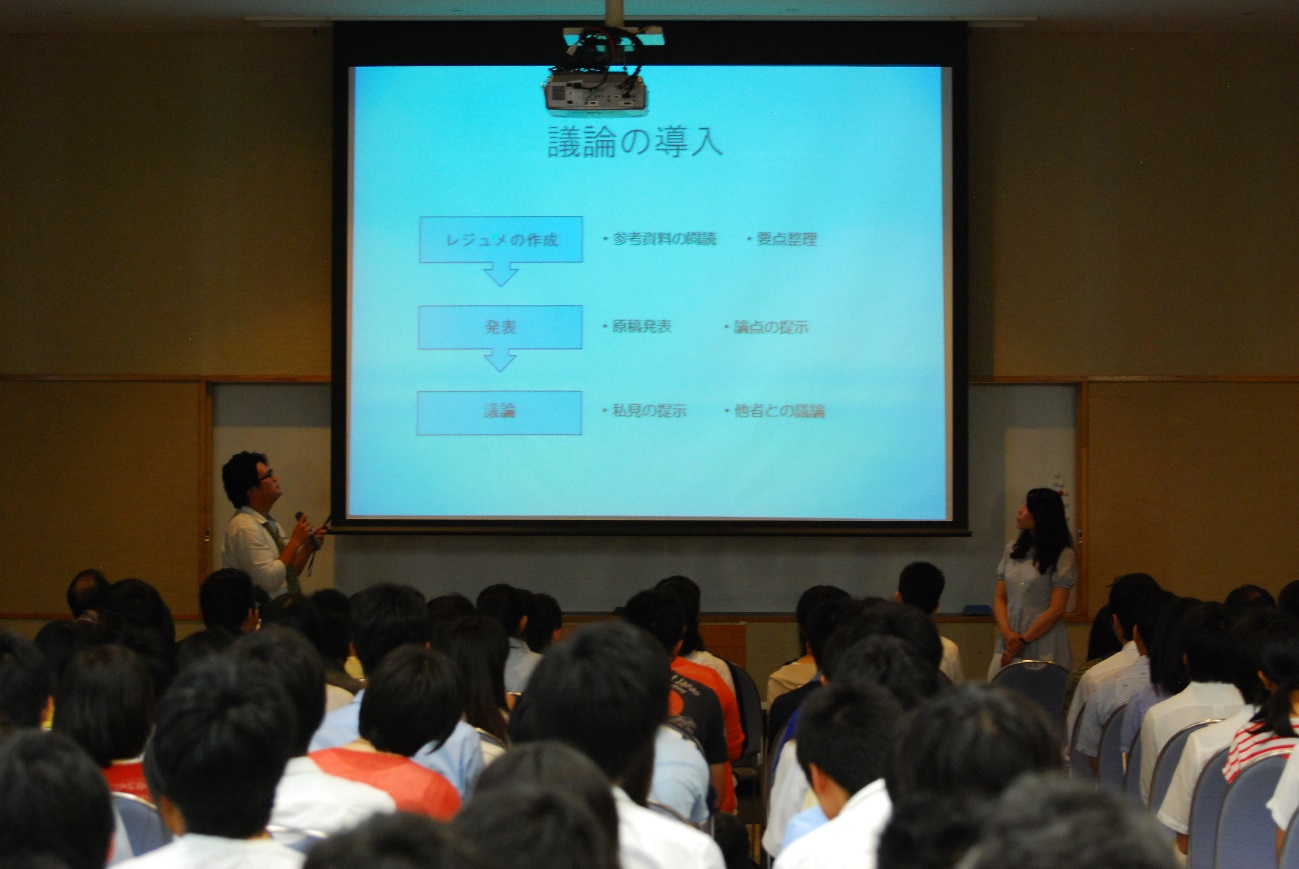 議論の導入
レジュメの作成 ・参考資料の閲読 ・要点整理
発表 ・原稿発表 ・論点の提示
議論 ・私見の提示 ・他者との議論